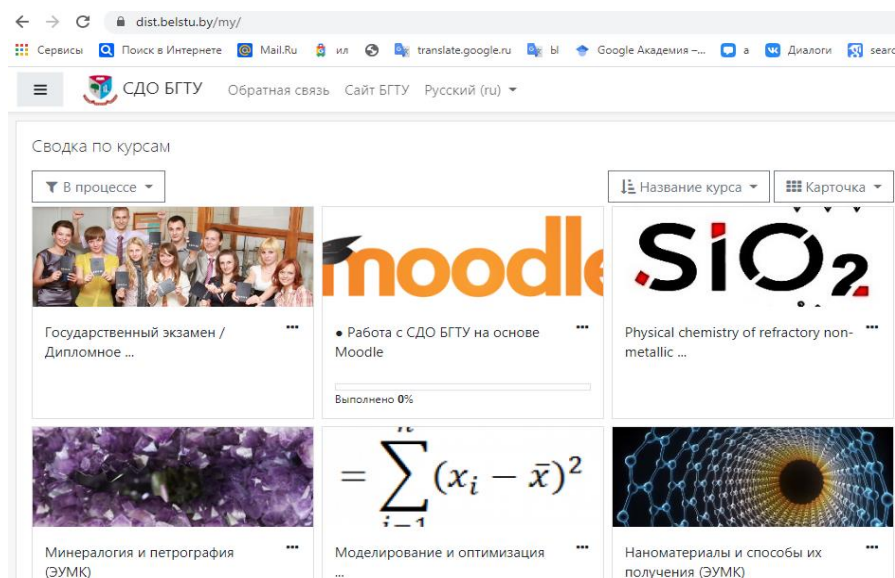 dist.belstu.by/my/
Сервисы Поиск в Интернете Mail.Ru ил translate.google.ru Ы Google Академия –... а Диалоги searc
СДО БГТУ Обратная связь Сайт БГТУ Русский (ru)
Сводка по курсам
В процессе Название курса Карточка
moodle
SiO2
Государственный экзамен /
Дипломное ...
● Работа с СДО БГТУ на основе
Moodle
Выполнено 0%
Physical chemistry of refractory non-
metallic ...
= ∑(xᵢ − x̄)²
Минералогия и петрография
(ЭУМК)
Моделирование и оптимизация
...
Наноматериалы и способы их
получения (ЭУМК)